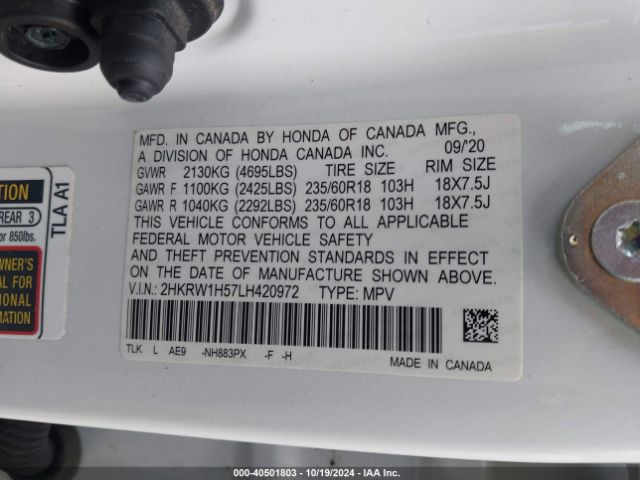 TION
REAR 3
or 850lbs.
TLA A1
WNER'S
FOR
IONAL
MATION
MFD. IN CANADA BY HONDA OF CANADA MFG.,
A DIVISION OF HONDA CANADA INC. 09/'20
GVWR 2130KG (4695LBS) TIRE SIZE RIM SIZE
GAWR F 1100KG (2425LBS) 235/60R18 103H 18X7.5J
GAWR R 1040KG (2292LBS) 235/60R18 103H 18X7.5J
THIS VEHICLE CONFORMS TO ALL APPLICABLE
FEDERAL MOTOR VEHICLE SAFETY
AND THEFT PREVENTION STANDARDS IN EFFECT
ON THE DATE OF MANUFACTURE SHOWN ABOVE.
V.I.N.: 2HKRW1H57LH420972 TYPE: MPV
TLK L AE9 -NH883PX -F -H
MADE IN CANADA
000-40501803 - 10/19/2024 - IAA Inc.